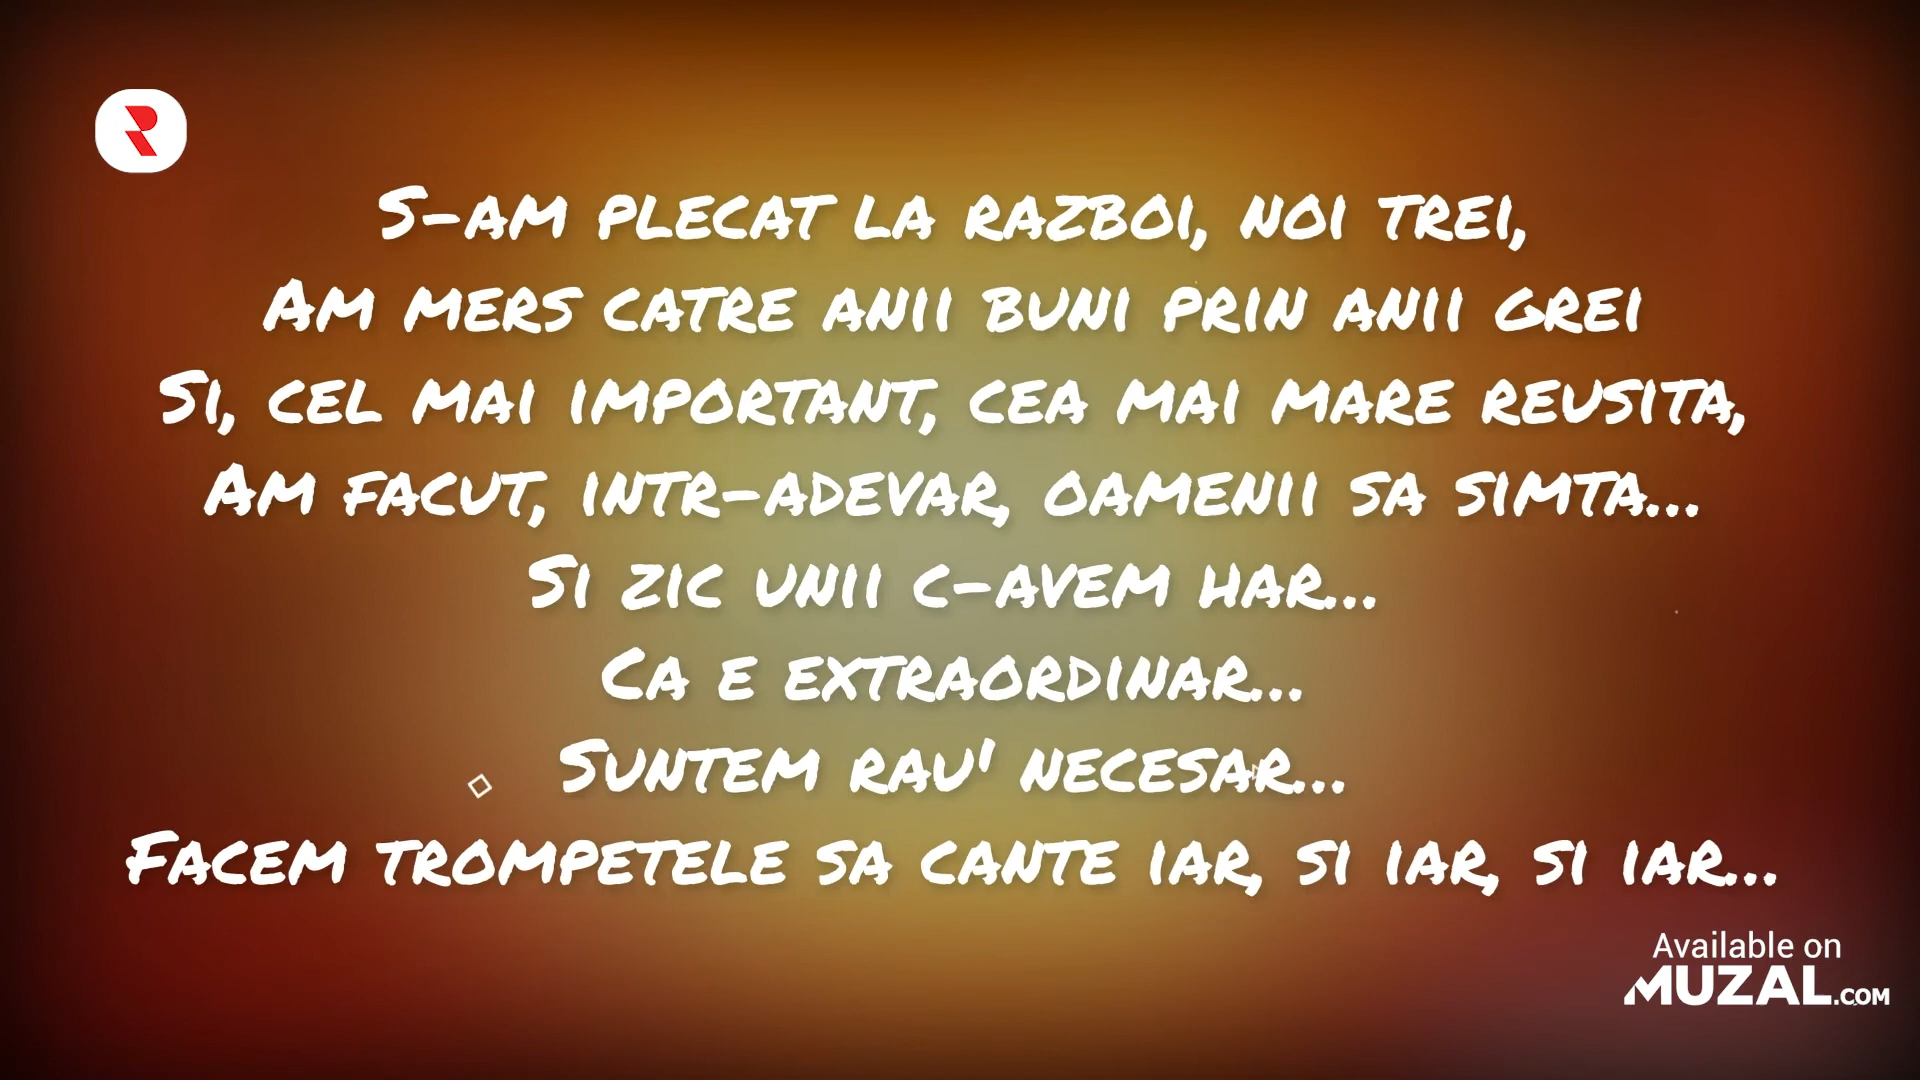 S-am plecat la razboi, noi trei,
Am mers catre anii buni prin anii grei
Si, cel mai important, cea mai mare reusita,
Am facut, intr-adevar, oamenii sa simta...
Si zic unii c-avem har...
Ca e extraordinar...
Suntem rau' necesar...
Facem trompetele sa cante iar, si iar, si iar...
Available on
MUZAL.COM